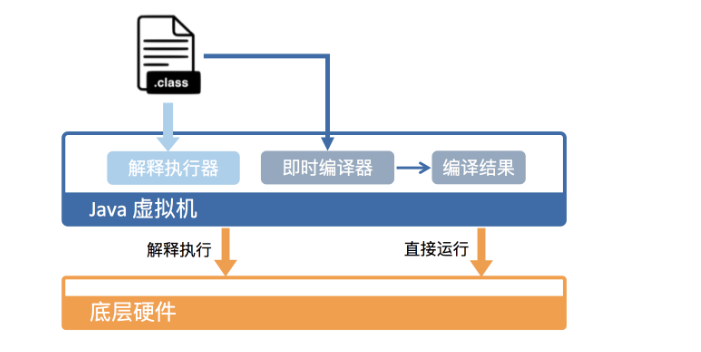 .class
解释执行器
即时编译器
编译结果
Java 虚拟机
解释执行
直接运行
底层硬件